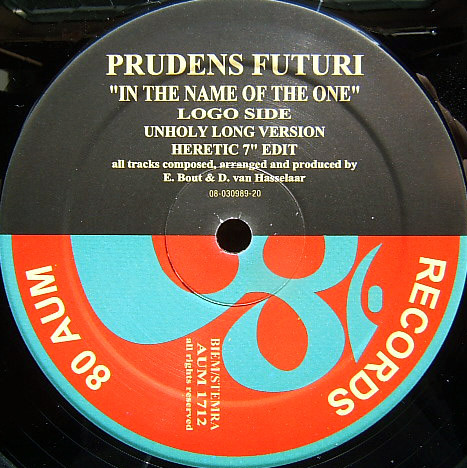 PRUDENS FUTURI
"IN THE NAME OF THE ONE"
LOGO SIDE
UNHOLY LONG VERSION
HERETIC 7" EDIT
all tracks composed, arranged and produced by
E. Bout & D. van Hasselaar
08-030989-20
80 AUM RECORDS
BIEM/STEMRA
AUM 1712
all rights reserved